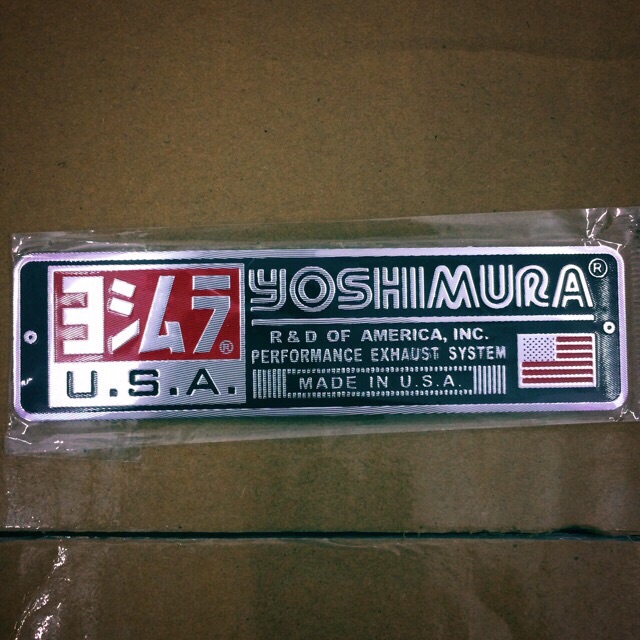 ヨシムラ®
U.S.A.
YOSHIMURA®
R&D OF AMERICA, INC.
PERFORMANCE EXHAUST SYSTEM
MADE IN U.S.A.